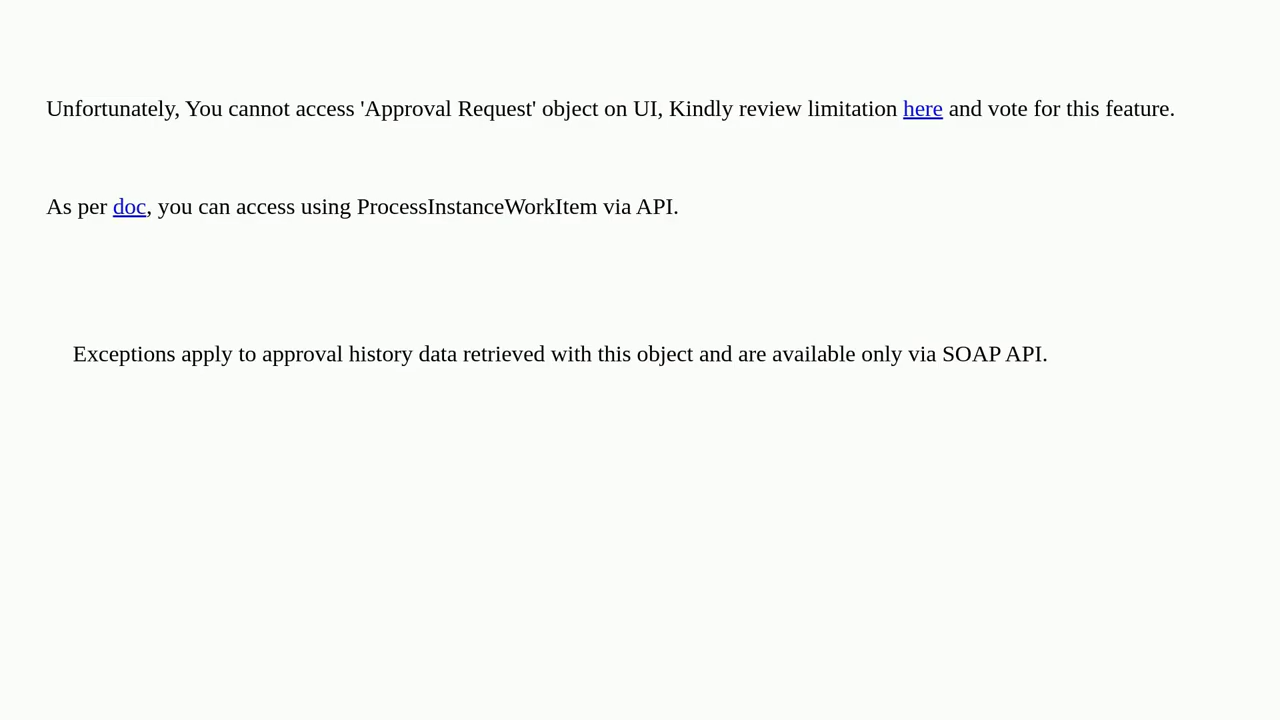 Unfortunately, You cannot access 'Approval Request' object on UI, Kindly review limitation here and vote for this feature.
As per doc, you can access using ProcessInstanceWorkItem via API.
Exceptions apply to approval history data retrieved with this object and are available only via SOAP API.